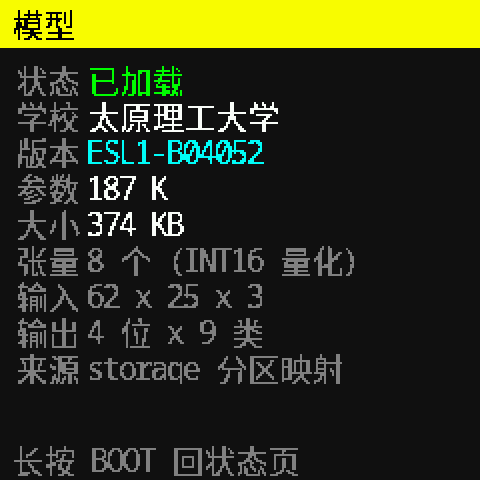 模型
状态 已加载
学校 太原理工大学
版本 ESL1-B04052
参数 187 K
大小 374 KB
张量 8 个 (INT16 量化)
输入 62 x 25 x 3
输出 4 位 x 9 类
来源 storage 分区映射
长按 BOOT 回状态页